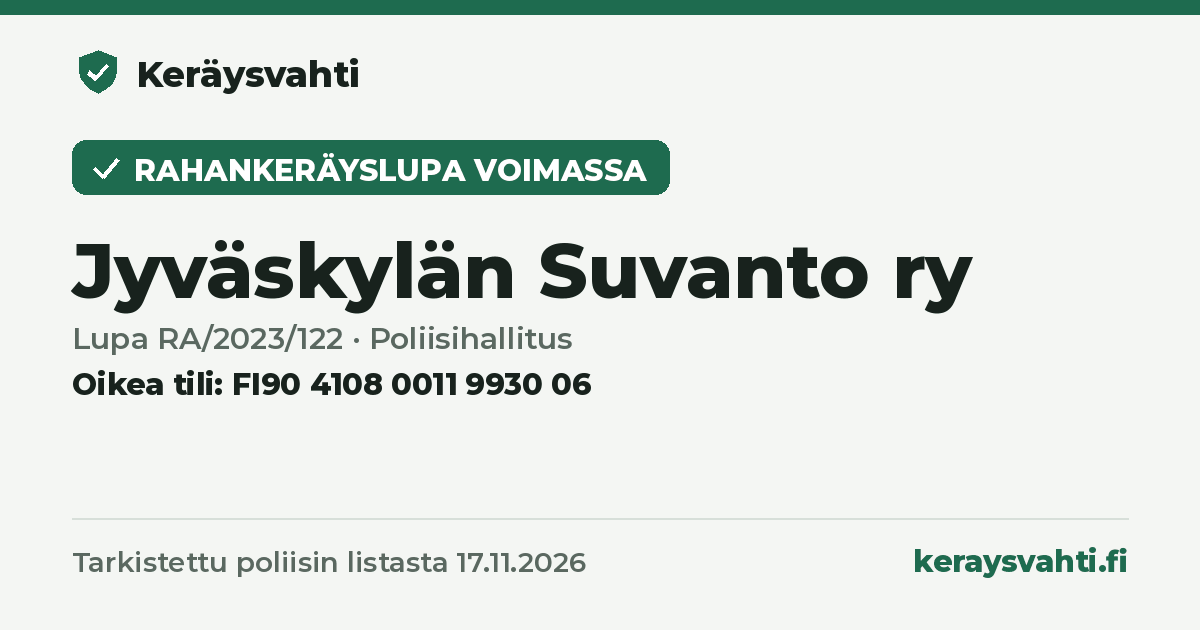 Keräysvahti
RAHANKERÄYSLUPA VOIMASSA
Jyväskylän Suvanto ry
Lupa RA/2023/122 · Poliisihallitus
Oikea tili: FI90 4108 0011 9930 06
Tarkistettu poliisin listasta 17.11.2026
keraysvahti.fi